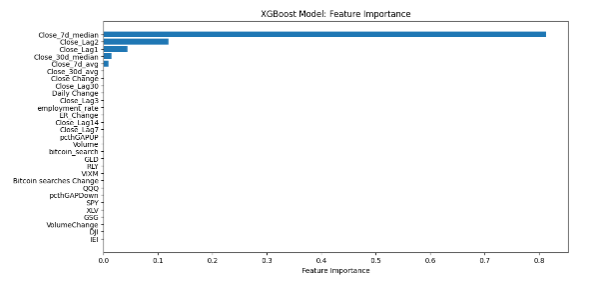 XGBoost Model: Feature Importance
Close_7d_median
Close_Lag2
Close_Lag1
Close_30d_median
Close_7d_avg
Close_30d_avg
Close Change
Close_Lag30
Daily Change
Close_Lag3
employment_rate
ER_Change
Close_Lag14
Close_Lag7
pcthGAPUP
Volume
bitcoin_search
GLD
RLY
VIXM
Bitcoin searches Change
QQQ
pcthGAPDown
SPY
XLV
GSG
VolumeChange
DJI
IEI
0.0 0.1 0.2 0.3 0.4 0.5 0.6 0.7 0.8
Feature Importance